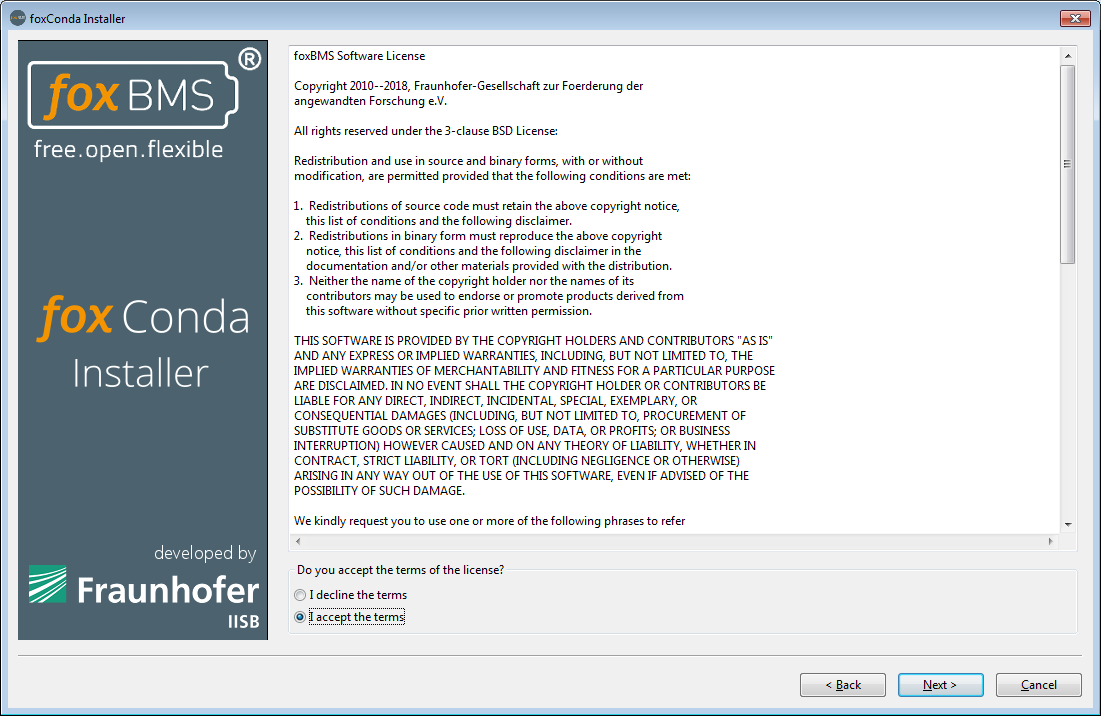 foxConda Installer
fox BMS ®
free.open.flexible
fox Conda
Installer
developed by
Fraunhofer
IISB
foxBMS Software License
Copyright 2010--2018, Fraunhofer-Gesellschaft zur Foerderung der
angewandten Forschung e.V.
All rights reserved under the 3-clause BSD License:
Redistribution and use in source and binary forms, with or without
modification, are permitted provided that the following conditions are met:
1. Redistributions of source code must retain the above copyright notice,
this list of conditions and the following disclaimer.
2. Redistributions in binary form must reproduce the above copyright
notice, this list of conditions and the following disclaimer in the
documentation and/or other materials provided with the distribution.
3. Neither the name of the copyright holder nor the names of its
contributors may be used to endorse or promote products derived from
this software without specific prior written permission.
THIS SOFTWARE IS PROVIDED BY THE COPYRIGHT HOLDERS AND CONTRIBUTORS "AS IS"
AND ANY EXPRESS OR IMPLIED WARRANTIES, INCLUDING, BUT NOT LIMITED TO, THE
IMPLIED WARRANTIES OF MERCHANTABILITY AND FITNESS FOR A PARTICULAR PURPOSE
ARE DISCLAIMED. IN NO EVENT SHALL THE COPYRIGHT HOLDER OR CONTRIBUTORS BE
LIABLE FOR ANY DIRECT, INDIRECT, INCIDENTAL, SPECIAL, EXEMPLARY, OR
CONSEQUENTIAL DAMAGES (INCLUDING, BUT NOT LIMITED TO, PROCUREMENT OF
SUBSTITUTE GOODS OR SERVICES; LOSS OF USE, DATA, OR PROFITS; OR BUSINESS
INTERRUPTION) HOWEVER CAUSED AND ON ANY THEORY OF LIABILITY, WHETHER IN
CONTRACT, STRICT LIABILITY, OR TORT (INCLUDING NEGLIGENCE OR OTHERWISE)
ARISING IN ANY WAY OUT OF THE USE OF THIS SOFTWARE, EVEN IF ADVISED OF THE
POSSIBILITY OF SUCH DAMAGE.
We kindly request you to use one or more of the following phrases to refer
Do you accept the terms of the license?
I decline the terms
I accept the terms
< Back
Next >
Cancel